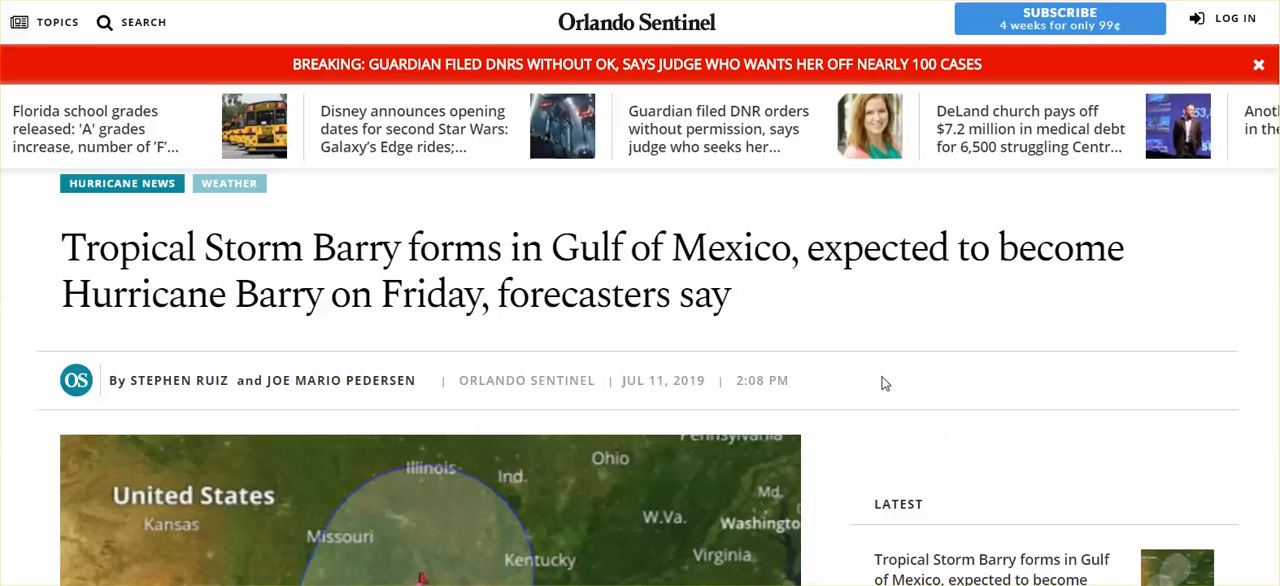 TOPICS
SEARCH
Orlando Sentinel
SUBSCRIBE
4 weeks for only 99¢
LOG IN
BREAKING: GUARDIAN FILED DNRS WITHOUT OK, SAYS JUDGE WHO WANTS HER OFF NEARLY 100 CASES
Florida school grades
released: 'A' grades
increase, number of 'F'...
Disney announces opening
dates for second Star Wars:
Galaxy's Edge rides;...
Guardian filed DNR orders
without permission, says
judge who seeks her...
DeLand church pays off
$7.2 million in medical debt
for 6,500 struggling Centr...
in the
HURRICANE NEWS
WEATHER
Tropical Storm Barry forms in Gulf of Mexico, expected to become
Hurricane Barry on Friday, forecasters say
OS
By STEPHEN RUIZ and JOE MARIO PEDERSEN | ORLANDO SENTINEL | JUL 11, 2019 | 2:08 PM
Pennsylvania
Ohio
Illinois
Ind.
United States
Md.
Kansas
W.Va.
Washingto
Missouri
Kentucky
Virginia
LATEST
Tropical Storm Barry forms in Gulf
of Mexico, expected to become